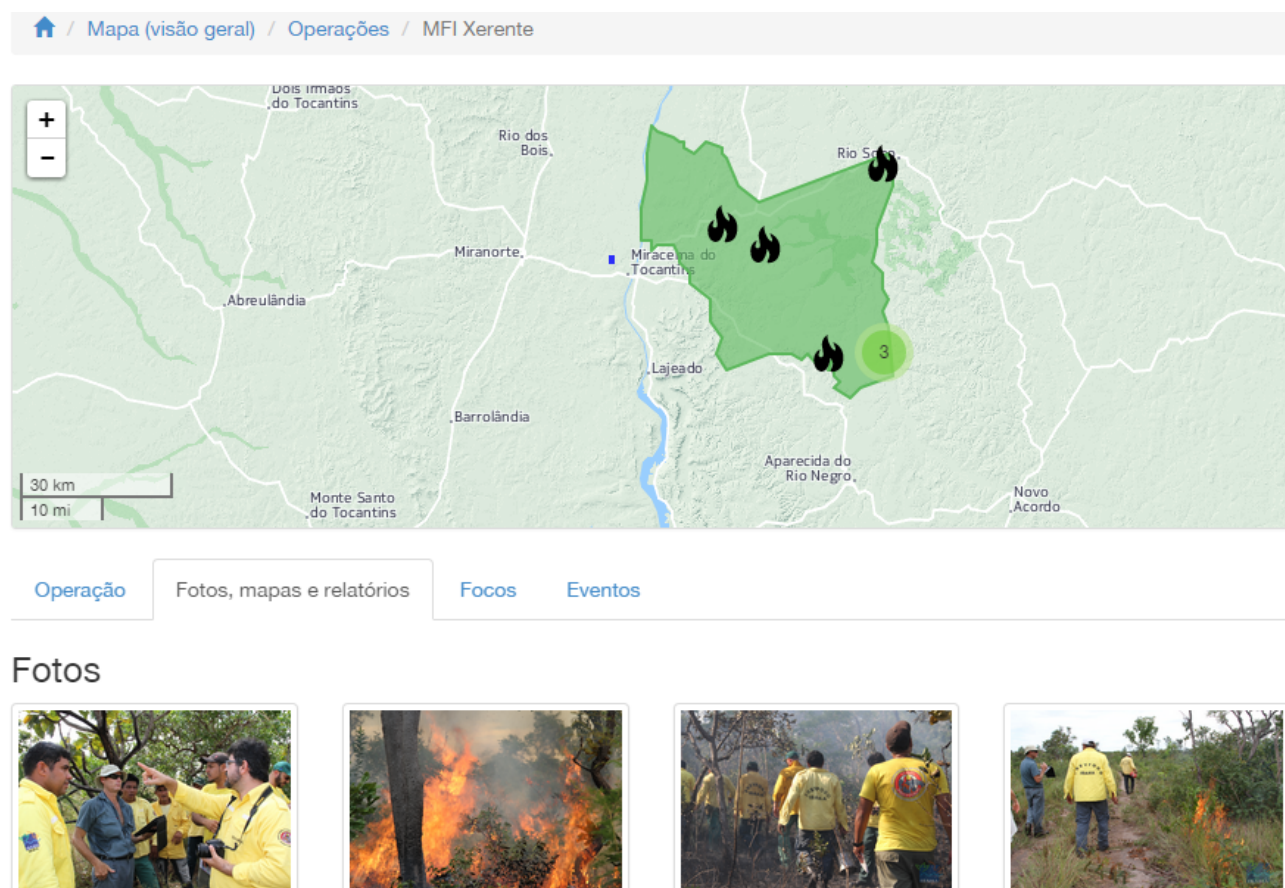 / Mapa (visão geral) / Operações / MFI Xerente
+
−
Dois Irmãos
do Tocantins
Rio dos
Bois
Rio Sono
Miranorte
Miracema do
Tocantins
Abreulândia
Lajeado
Barrolândia
3
Aparecida do
Rio Negro
30 km
10 mi
Monte Santo
do Tocantins
Novo
Acordo
Operação Fotos, mapas e relatórios Focos Eventos
Fotos